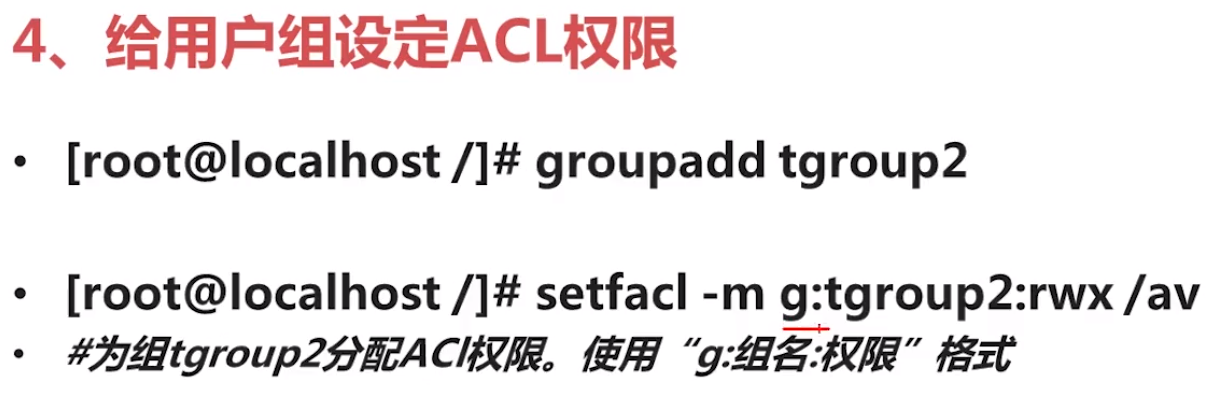 4、给用户组设定ACL权限
• [root@localhost /]# groupadd tgroup2
• [root@localhost /]# setfacl -m g:tgroup2:rwx /av
• #为组tgroup2分配ACl权限。使用“g:组名:权限”格式